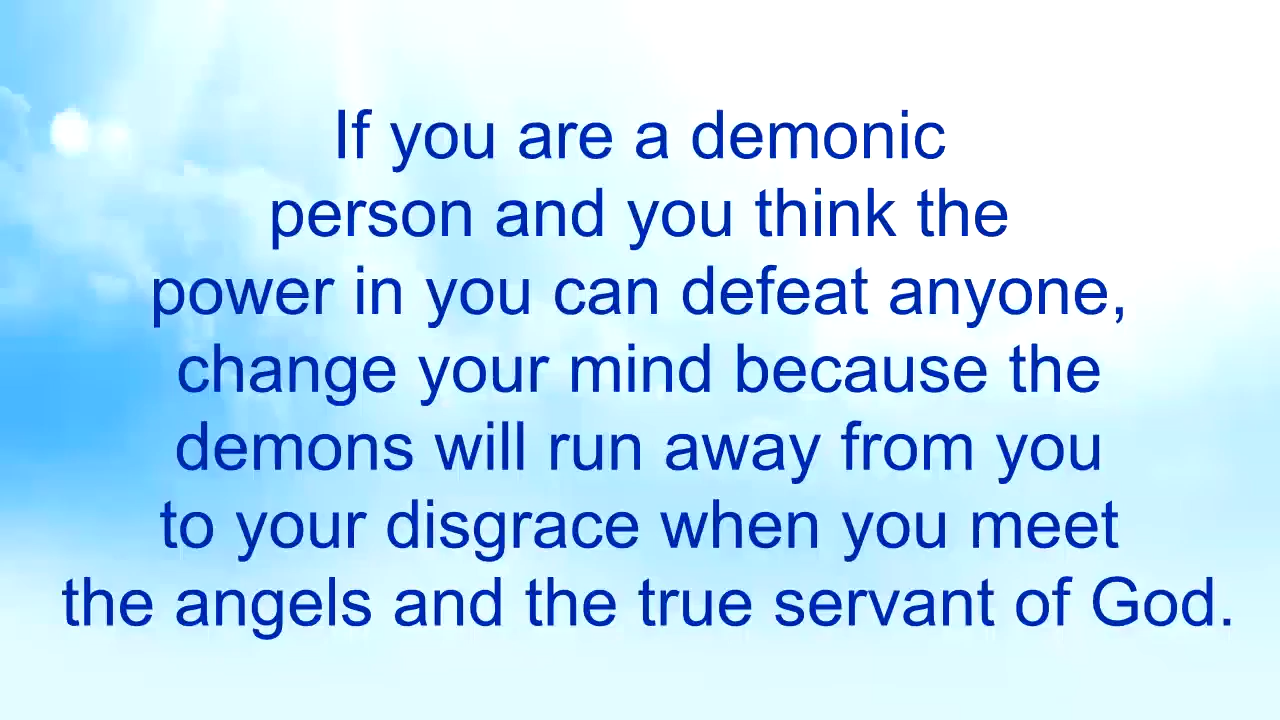 If you are a demonic
person and you think the
power in you can defeat anyone,
change your mind because the
demons will run away from you
to your disgrace when you meet
the angels and the true servant of God.